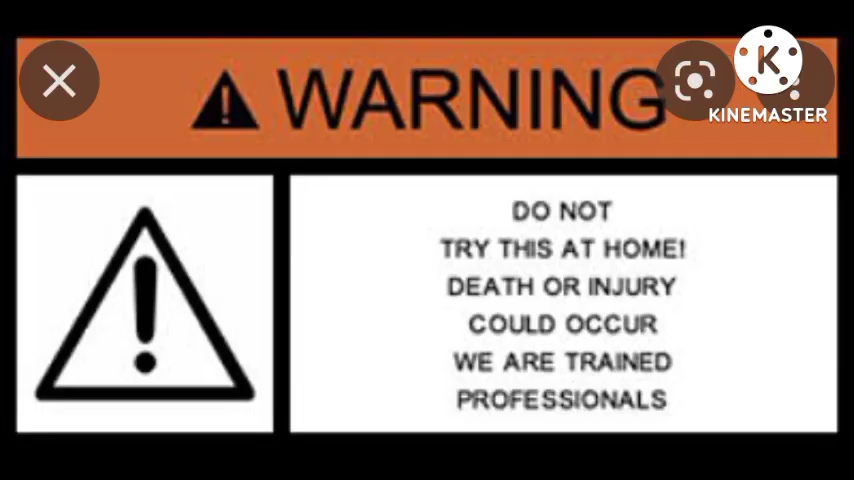 WARNING
KINEMASTER
DO NOT
TRY THIS AT HOME!
DEATH OR INJURY
COULD OCCUR
WE ARE TRAINED
PROFESSIONALS